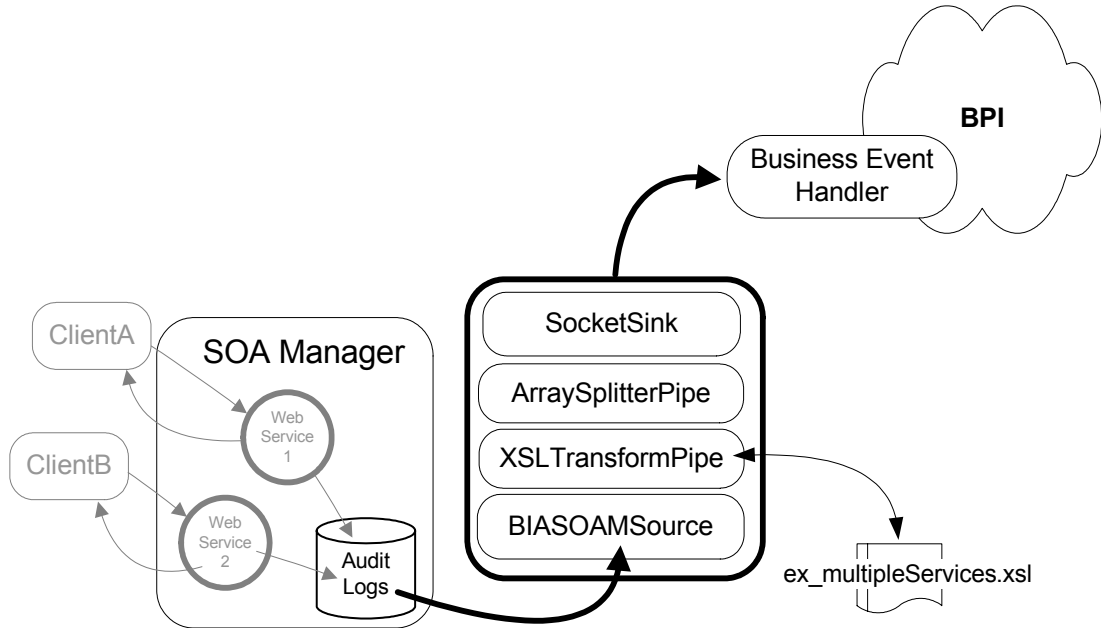 BPI
Business Event
Handler
SocketSink
ArraySplitterPipe
XSLTransformPipe
BIASOAMSource
ex_multipleServices.xsl
ClientA
ClientB
SOA Manager
Web
Service
1
Web
Service
2
Audit
Logs